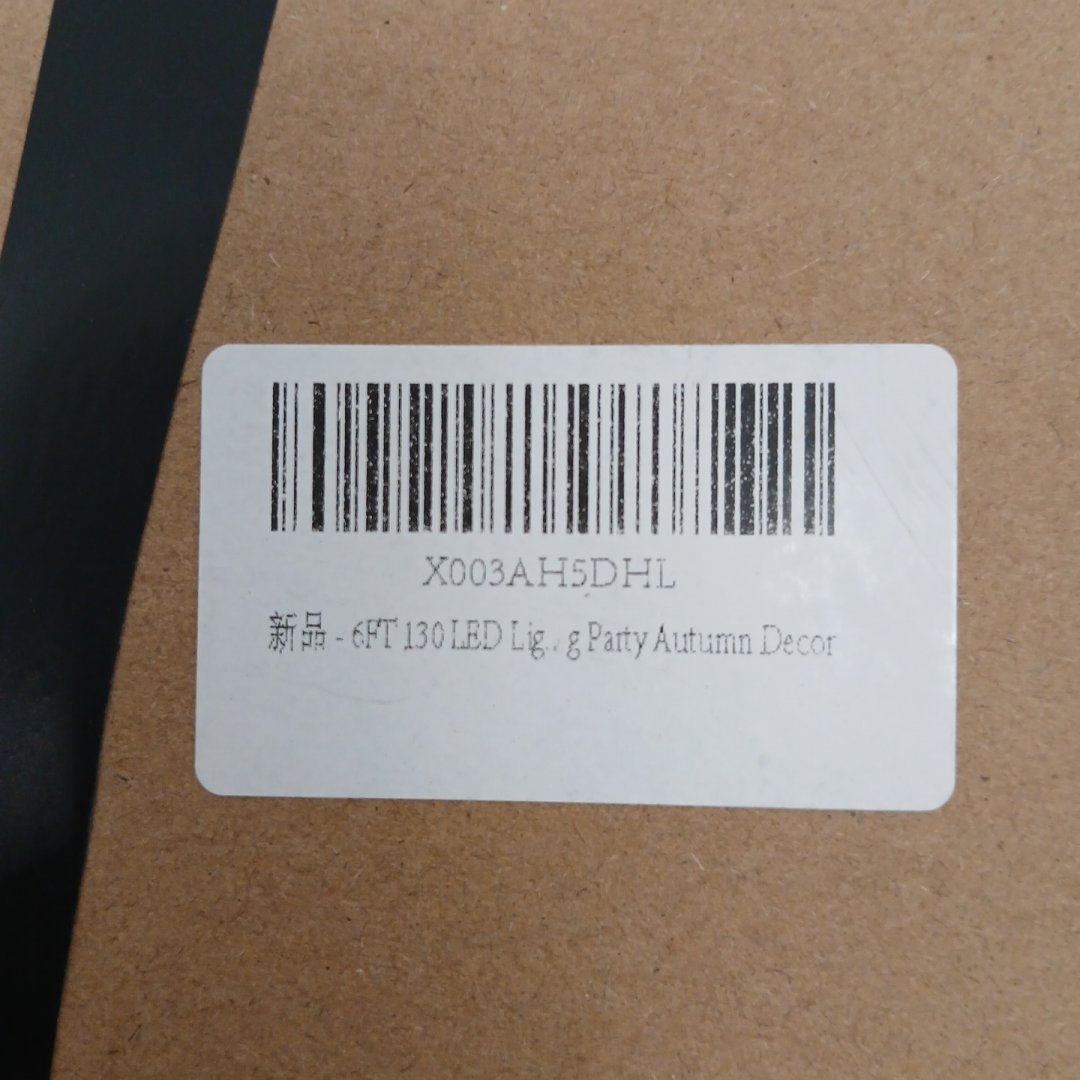 X003AH5DHL
新品 - 6FT 130 LED Lig...g Party Autumn Decor